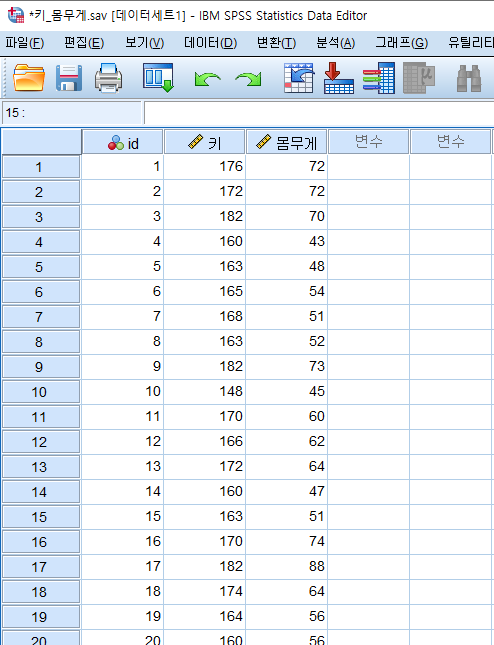 *키_몸무게.sav [데이터세트1] - IBM SPSS Statistics Data Editor
파일(F) 편집(E) 보기(V) 데이터(D) 변환(T) 분석(A) 그래프(G) 유틸리티
μ
15 :
id 키 몸무게 변수 변수
1 1 176 72
2 2 172 72
3 3 182 70
4 4 160 43
5 5 163 48
6 6 165 54
7 7 168 51
8 8 163 52
9 9 182 73
10 10 148 45
11 11 170 60
12 12 166 62
13 13 172 64
14 14 160 47
15 15 163 51
16 16 170 74
17 17 182 88
18 18 174 64
19 19 164 56
20 20 160 56